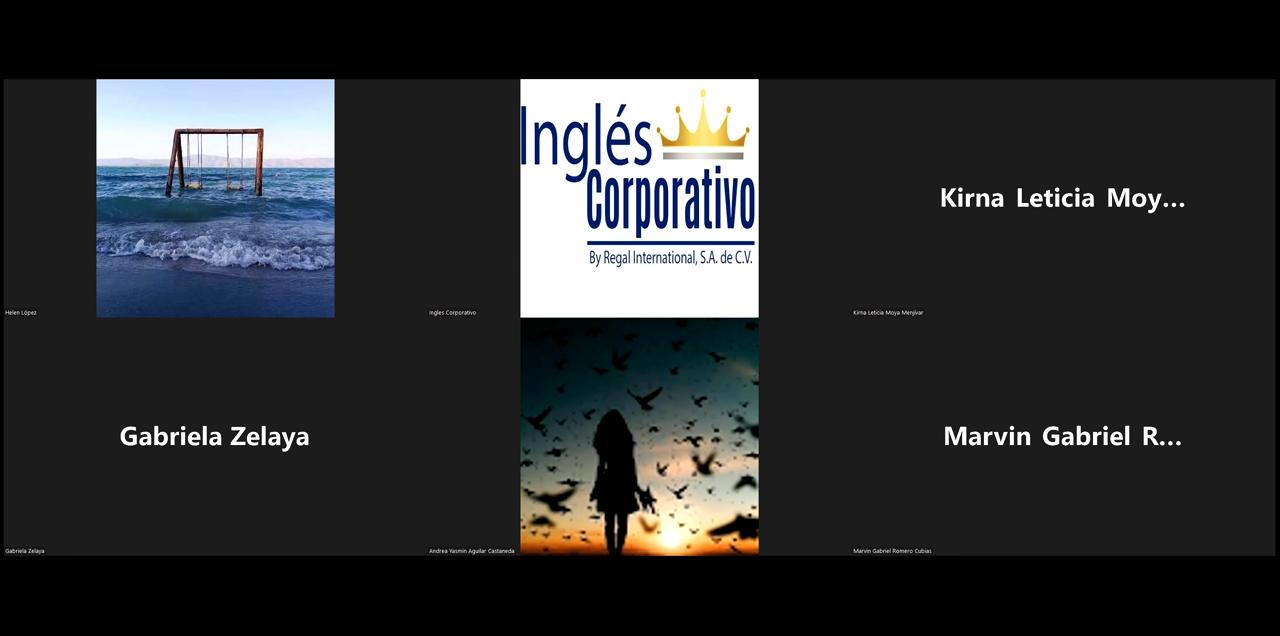 Inglés
Corporativo
By Regal International, S.A. de C.V.
Kirna Leticia Moy...
Helen López
Ingles Corporativo
Kirna Leticia Moya Menjívar
Gabriela Zelaya
Marvin Gabriel R...
Gabriela Zelaya
Andrea Yasmin Aguilar Castaneda
Marvin Gabriel Romero Cubias